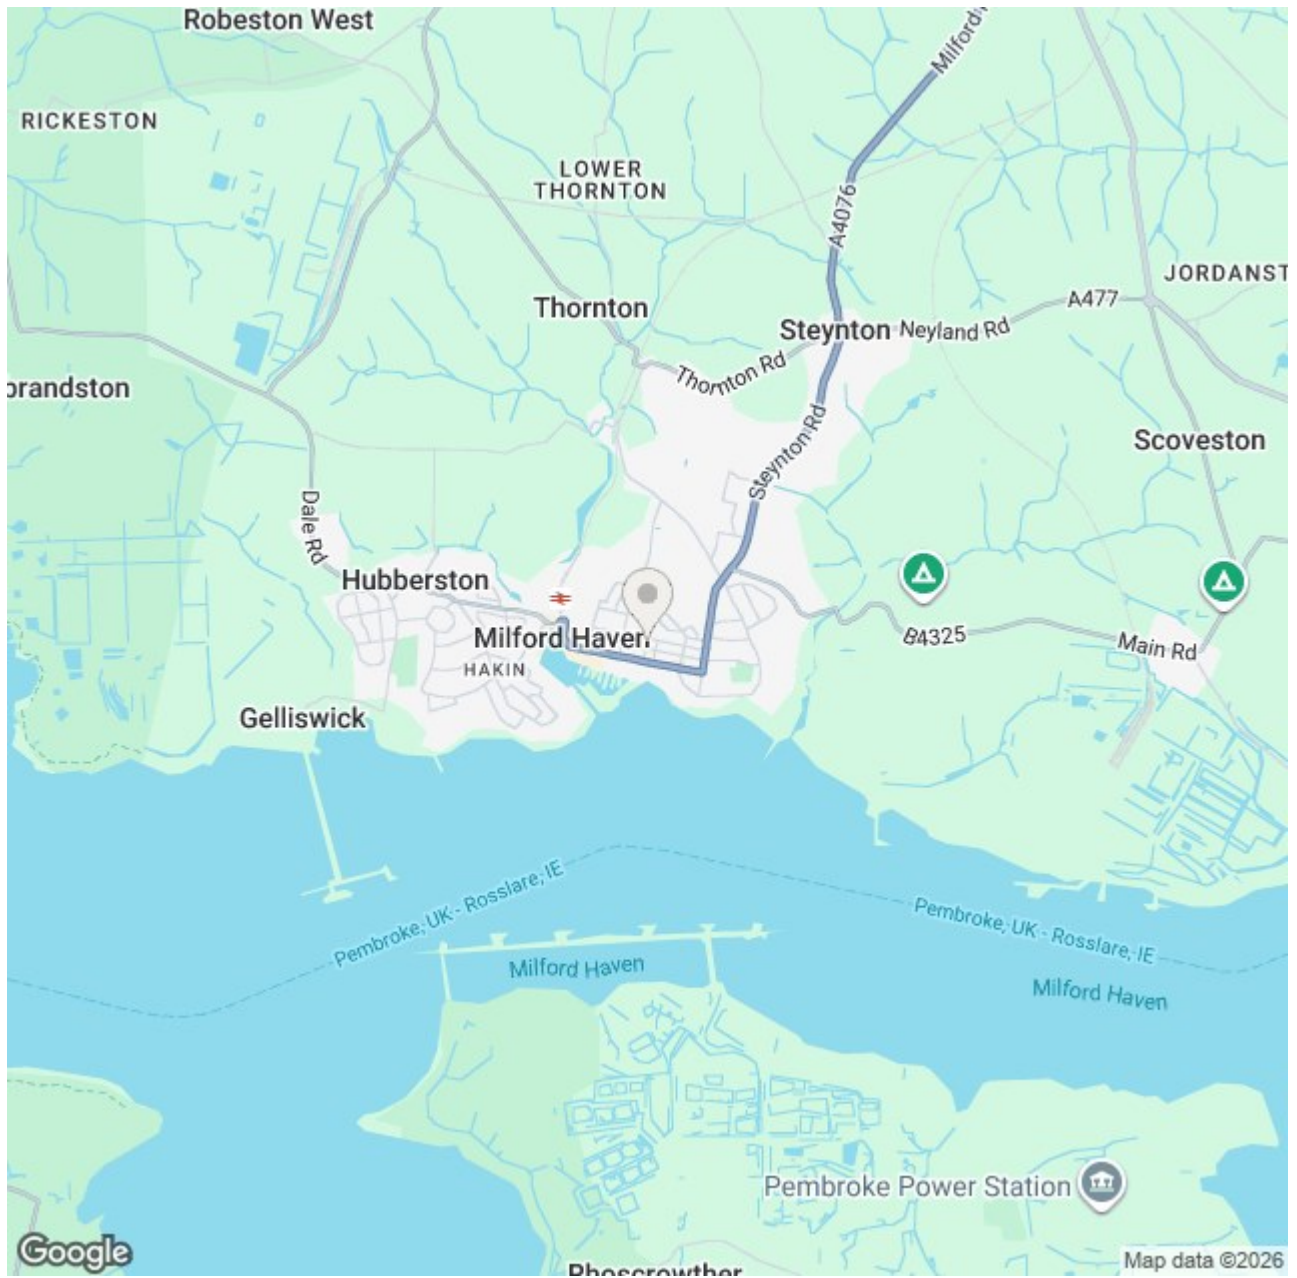 Robeston West
Milford
RICKESTON
LOWER
THORNTON
A4076
JORDANST
A477
Thornton
Steynton
Neyland Rd
Thornton Rd
brandston
Steynton Rd
Scoveston
Dale Rd
Hubberston
Milford Haven
B4325
Main Rd
HAKIN
Gelliswick
Pembroke, UK - Rosslare, IE
Pembroke, UK - Rosslare, IE
Milford Haven
Milford Haven
Pembroke Power Station
Google
Map data ©2026
Rhoscrowther